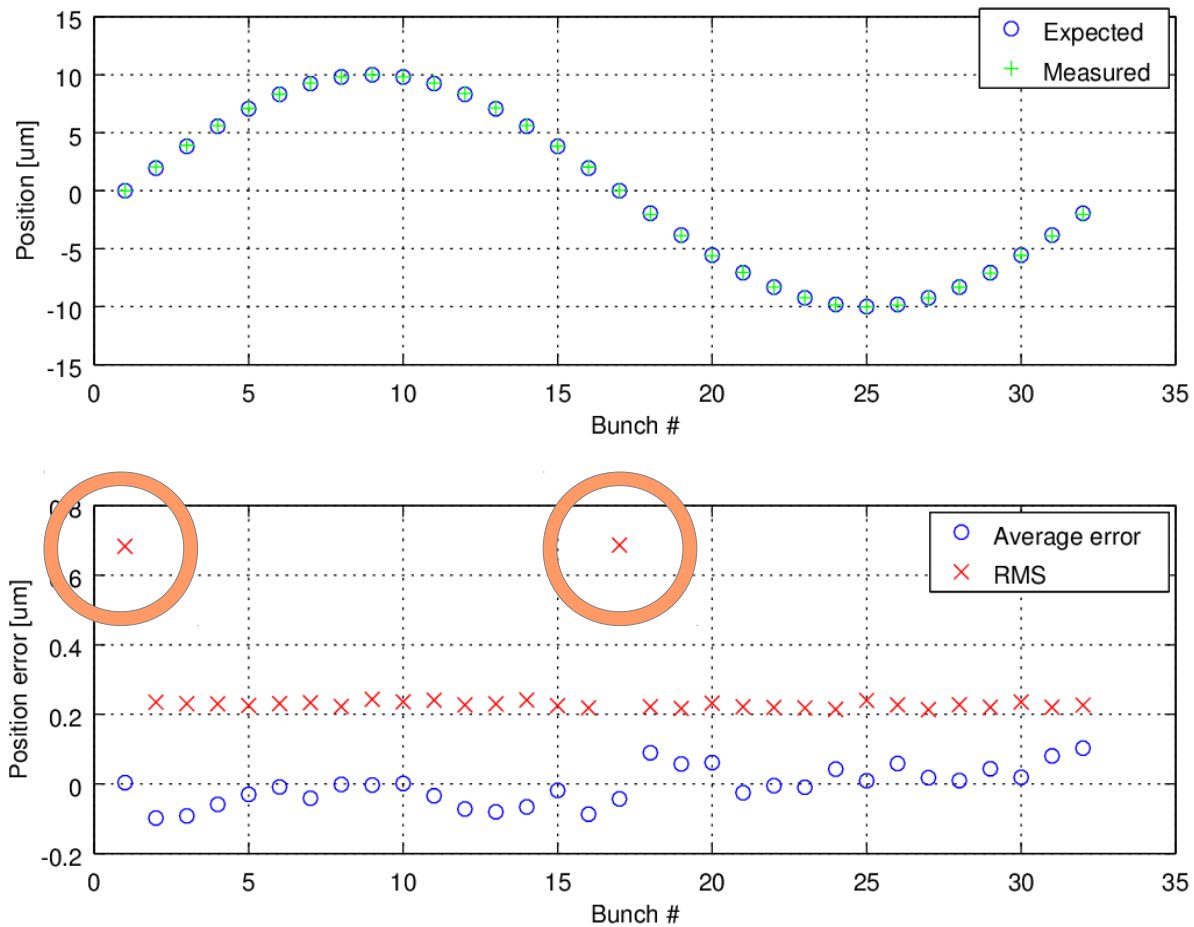 15
10
5
0
-5
-10
-15
Position [um]
Expected
Measured
0 5 10 15 20 25 30 35
Bunch #
0.4
0.2
0
-0.2
Position error [um]
Average error
RMS
0 5 10 15 20 25 30 35
Bunch #